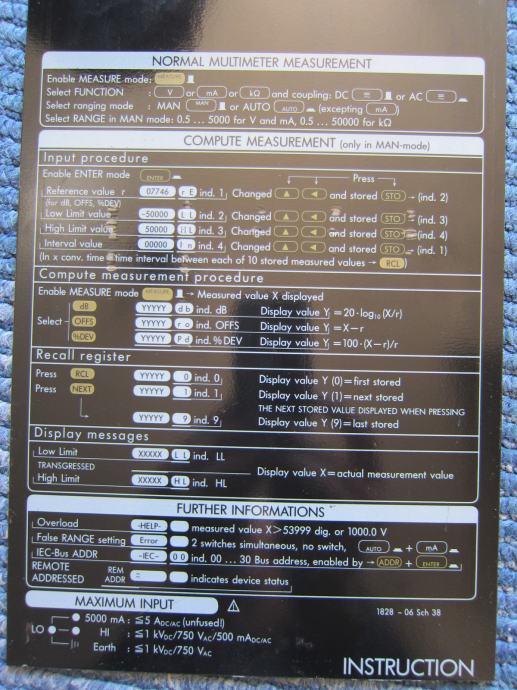 NORMAL MULTIMETER MEASUREMENT
Enable MEASURE mode: MEASURE
Select FUNCTION : V or mA or kΩ and coupling: DC = or AC ~
Select ranging mode : MAN MAN or AUTO AUTO (excepting mA)
Select RANGE in MAN mode: 0.5 ... 5000 for V and mA, 0.5 ... 50000 for kΩ
COMPUTE MEASUREMENT (only in MAN-mode)
Input procedure
Enable ENTER mode ENTER Press
Reference value r 07746 r E ind. 1 Changed ▲ ◄ and stored STO → (ind. 2)
(for dB, OFFS, %DEV)
Low Limit value -50000 L L ind. 2 Changed ▲ ◄ and stored STO → (ind. 3)
High Limit value 50000 H L ind. 3 Changed ▲ ◄ and stored STO → (ind. 4)
Interval value 00000 I n ind. 4 Changed ▲ ◄ and stored STO → (ind. 1)
(In x conv. time = time interval between each of 10 stored measured values → RCL)
Compute measurement procedure
Enable MEASURE mode MEASURE → Measured value X displayed
dB YYYYY d b ind. dB Display value Y = 20·log10 (X/r)
Select OFFS YYYYY r o ind. OFFS Display value Y = X−r
%DEV YYYYY P d ind. %DEV Display value Y = 100·(X−r)/r
Recall register
Press RCL YYYYY 0 ind. 0 Display value Y (0)=first stored
Press NEXT YYYYY 1 ind. 1 Display value Y (1)=next stored
THE NEXT STORED VALUE DISPLAYED WHEN PRESSING
YYYYY 9 ind. 9 Display value Y (9)=last stored
Display messages
Low Limit XXXXX L L ind. LL
TRANSGRESSED Display value X=actual measurement value
High Limit XXXXX H L ind. HL
FURTHER INFORMATIONS
Overload -HELP- measured value X>53999 dig. or 1000.0 V
False RANGE setting Error 2 switches simultaneous, no switch, AUTO + mA
IEC-Bus ADDR -IEC- 0 0 ind. 00 ... 30 Bus address, enabled by → ADDR + ENTER
REMOTE REM
ADDRESSED ADDR indicates device status
MAXIMUM INPUT
1828 - 06 Sch 38
5000 mA : ≤5 ADC/AC (unfused!)
LO HI : ≤1 kVDC/750 VAC/500 mADC/AC
Earth : ≤1 kVDC/750 VAC
INSTRUCTION